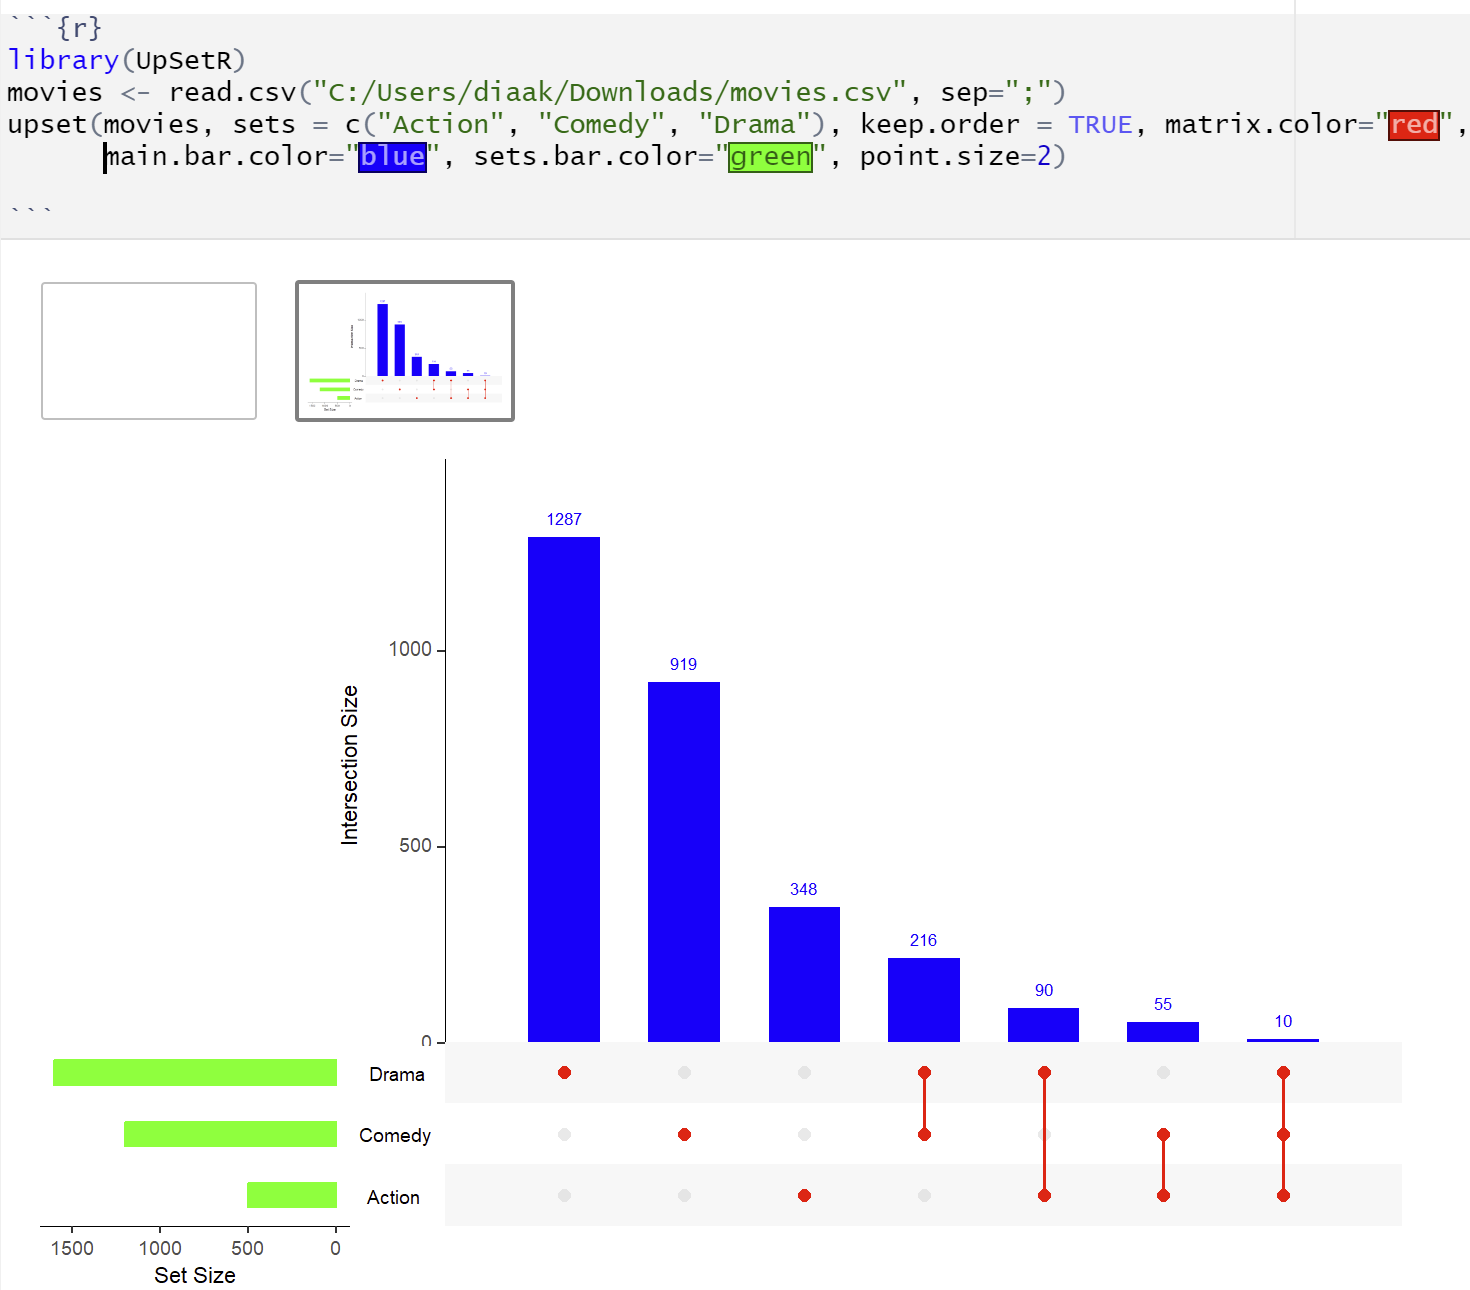 ```{r}
library(UpSetR)
movies <- read.csv("C:/Users/diaak/Downloads/movies.csv", sep=";")
upset(movies, sets = c("Action", "Comedy", "Drama"), keep.order = TRUE, matrix.color="red",
main.bar.color="blue", sets.bar.color="green", point.size=2)
```
1287
1000
919
Intersection Size
500
348
216
90
55
10
0
Drama
Comedy
Action
1500 1000 500 0
Set Size